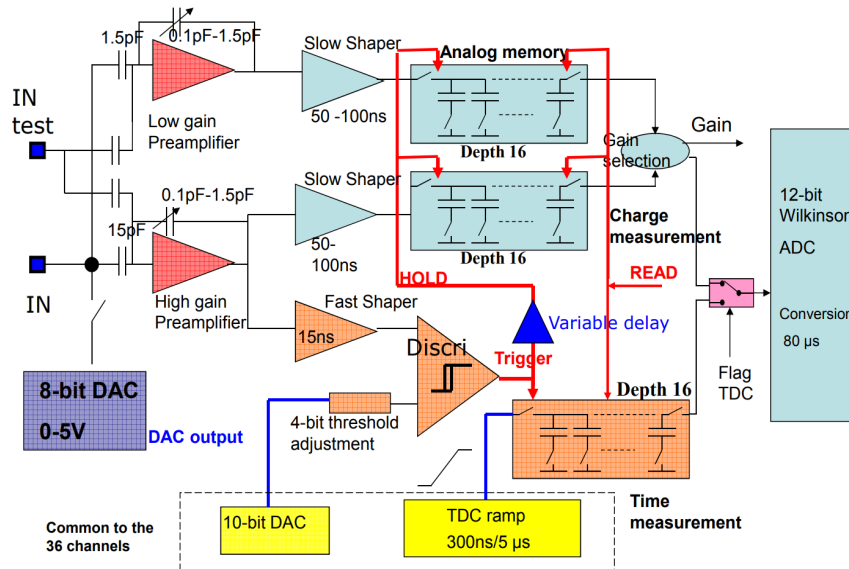 1.5pF
0.1pF-1.5pF
Slow Shaper
Analog memory
IN
test
Low gain
Preamplifier
50 -100ns
Depth 16
Gain
Gain
selection
0.1pF-1.5pF
Slow Shaper
12-bit
Wilkinson
ADC
15pF
50-
100ns
Depth 16
Charge
measurement
IN
High gain
Preamplifier
HOLD
READ
Fast Shaper
15ns
Discri
Variable delay
Conversion
80 µs
Trigger
Flag
TDC
8-bit DAC
0-5V
DAC output
4-bit threshold
adjustment
Depth 16
Time
measurement
Common to the
36 channels
10-bit DAC
TDC ramp
300ns/5 µs